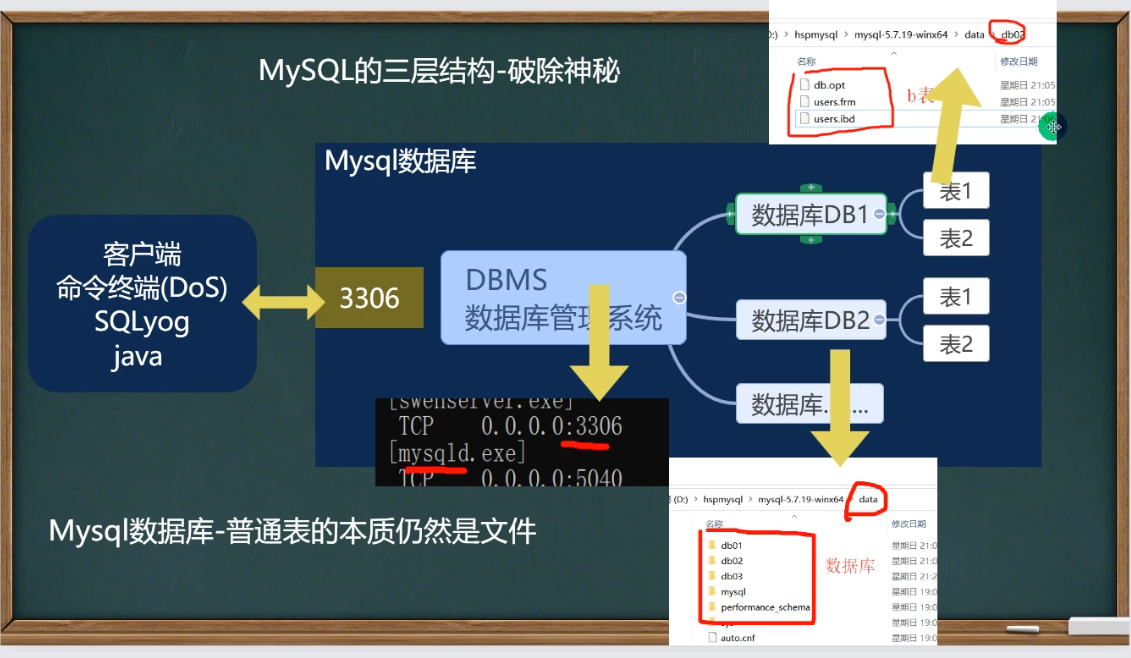 MySQL的三层结构-破除神秘
hspmysql > mysql-5.7.19-winx64 > data > db02
名称
修改日期
db.opt
星期日 21:05
users.frm
星期日 21:05
users.ibd
星期日
b表
Mysql数据库
客户端
命令终端(DoS)
SQLyog
java
3306
DBMS
数据库管理系统
数据库DB1
表1
表2
数据库DB2
表1
表2
数据库
[swenserver.exe]
TCP 0.0.0.0:3306
[mysqld.exe]
TCP 0.0.0.0:5040
(D:) > hspmysql > mysql-5.7.19-winx64 > data
名称
修改日期
db01
星期日 21:0
db02
星期日 21:0
db03
星期日 21:2
mysql
星期日 19:0
performance_schema
星期日 19:0
星期日 19:0
auto.cnf
星期日 19:0
数据库
Mysql数据库-普通表的本质仍然是文件